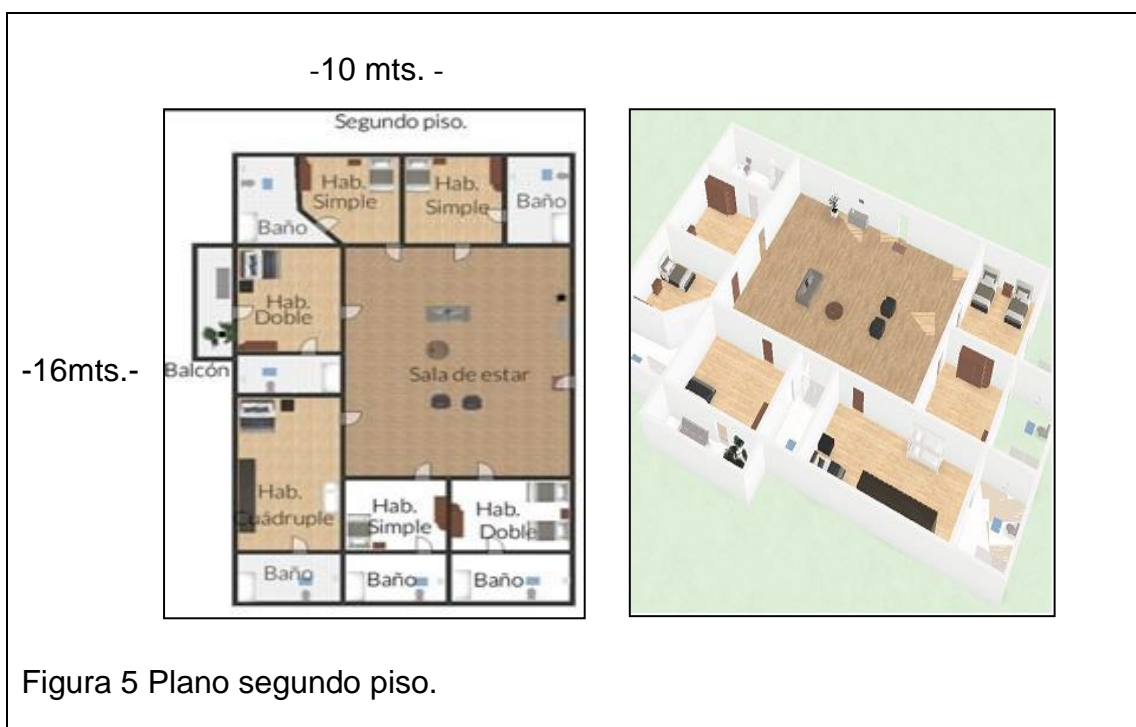 -10 mts. -
Segundo piso.
Hab.
Simple
Hab.
Simple
Baño
Baño
Hab.
Doble
-16mts.-
Balcón
Sala de estar
Hab.
Cuádruple
Hab.
Simple
Hab.
Doble
Baño
Baño
Baño
Figura 5 Plano segundo piso.